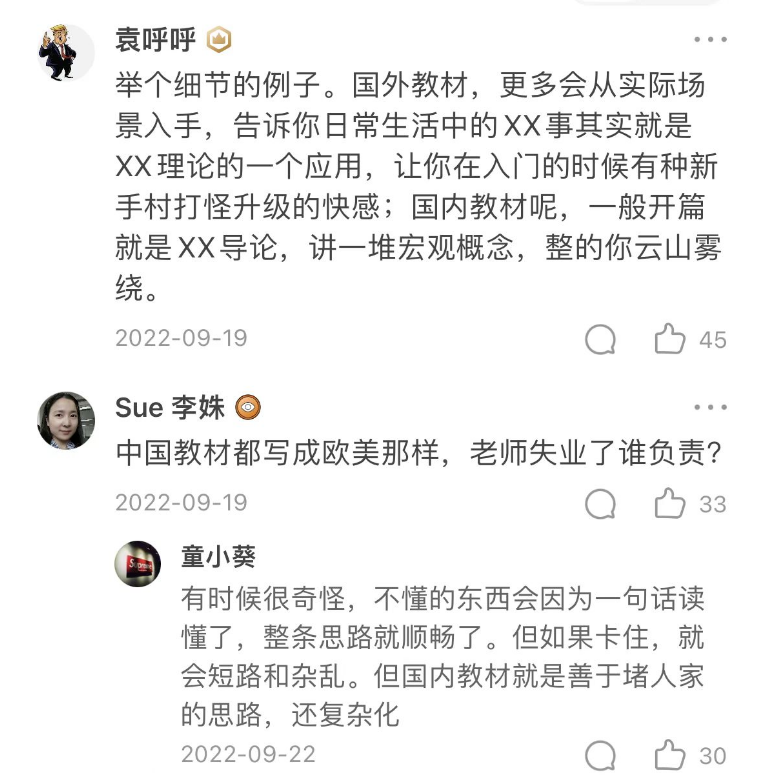 袁呼呼
举个细节的例子。国外教材，更多会从实际场
景入手，告诉你日常生活中的XX事其实就是
XX理论的一个应用，让你在入门的时候有种新
手村打怪升级的快感；国内教材呢，一般开篇
就是XX导论，讲一堆宏观概念，整的你云山雾
绕。
2022-09-19
45
Sue 李姝
中国教材都写成欧美那样，老师失业了谁负责？
2022-09-19
33
Supreme
童小葵
有时候很奇怪，不懂的东西会因为一句话读
懂了，整条思路就顺畅了。但如果卡住，就
会短路和杂乱。但国内教材就是善于堵人家
的思路，还复杂化
2022-09-22
30